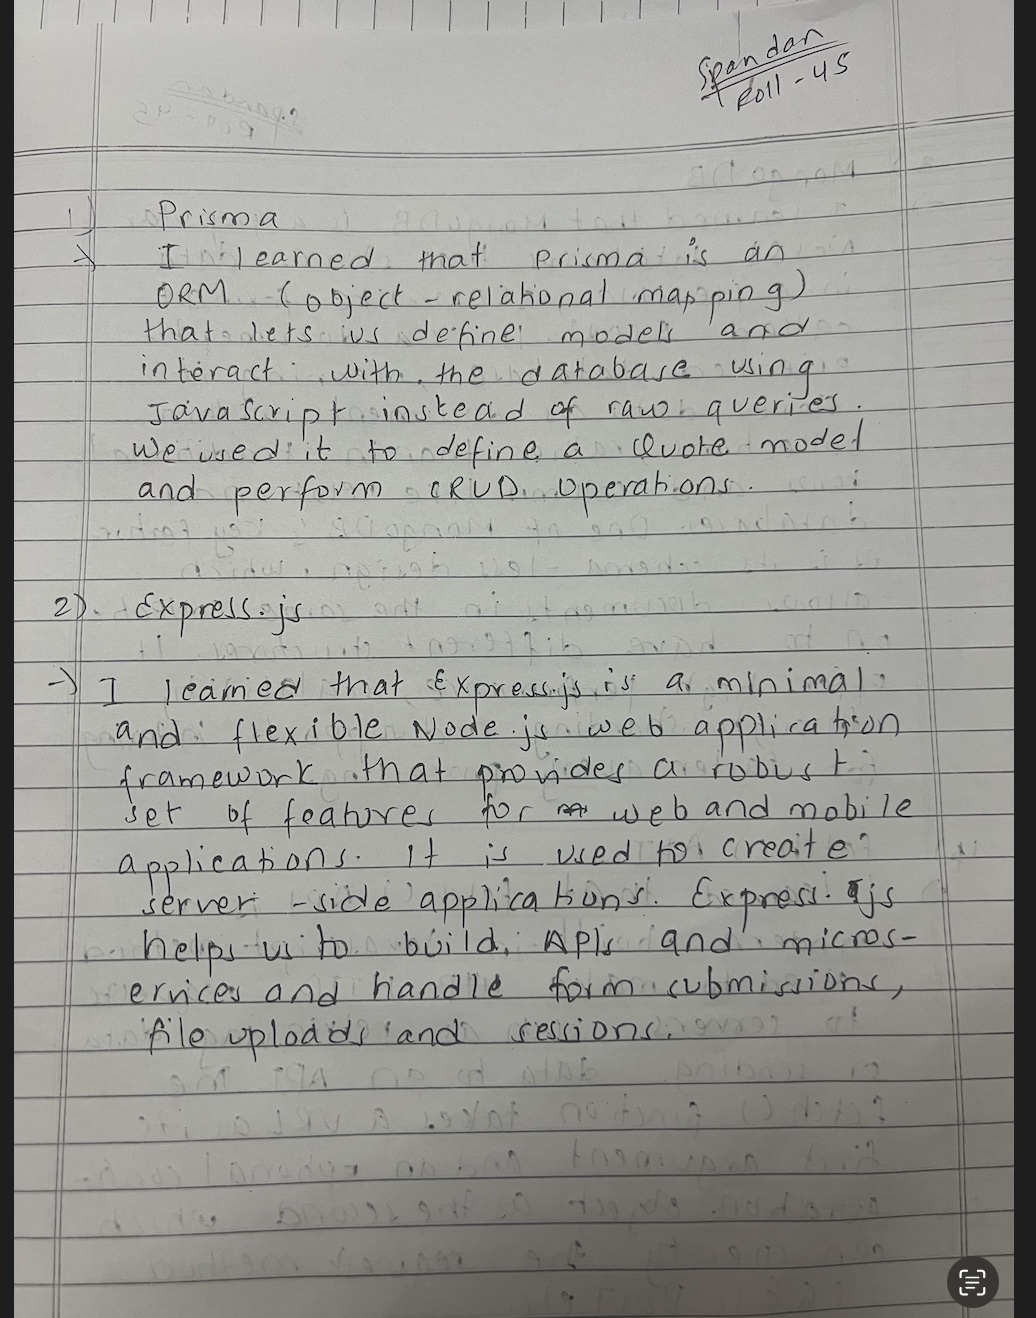 Spandan
Roll - 45
1) Prisma
→ I learned that Prisma is an
ORM (object-relational mapping)
that lets us define models and
interact with the database using
JavaScript instead of raw queries.
We used it to define a Quote model
and perform CRUD operations.
2). Express.js
→ I learned that Express.js is a minimal
and flexible Node.js web application
framework that provides a robust
set of features for web and mobile
applications. It is used to create
server-side applications. Express.js
helps us to build APIs and micros-
ervices and handle form submissions,
file uploads and sessions.